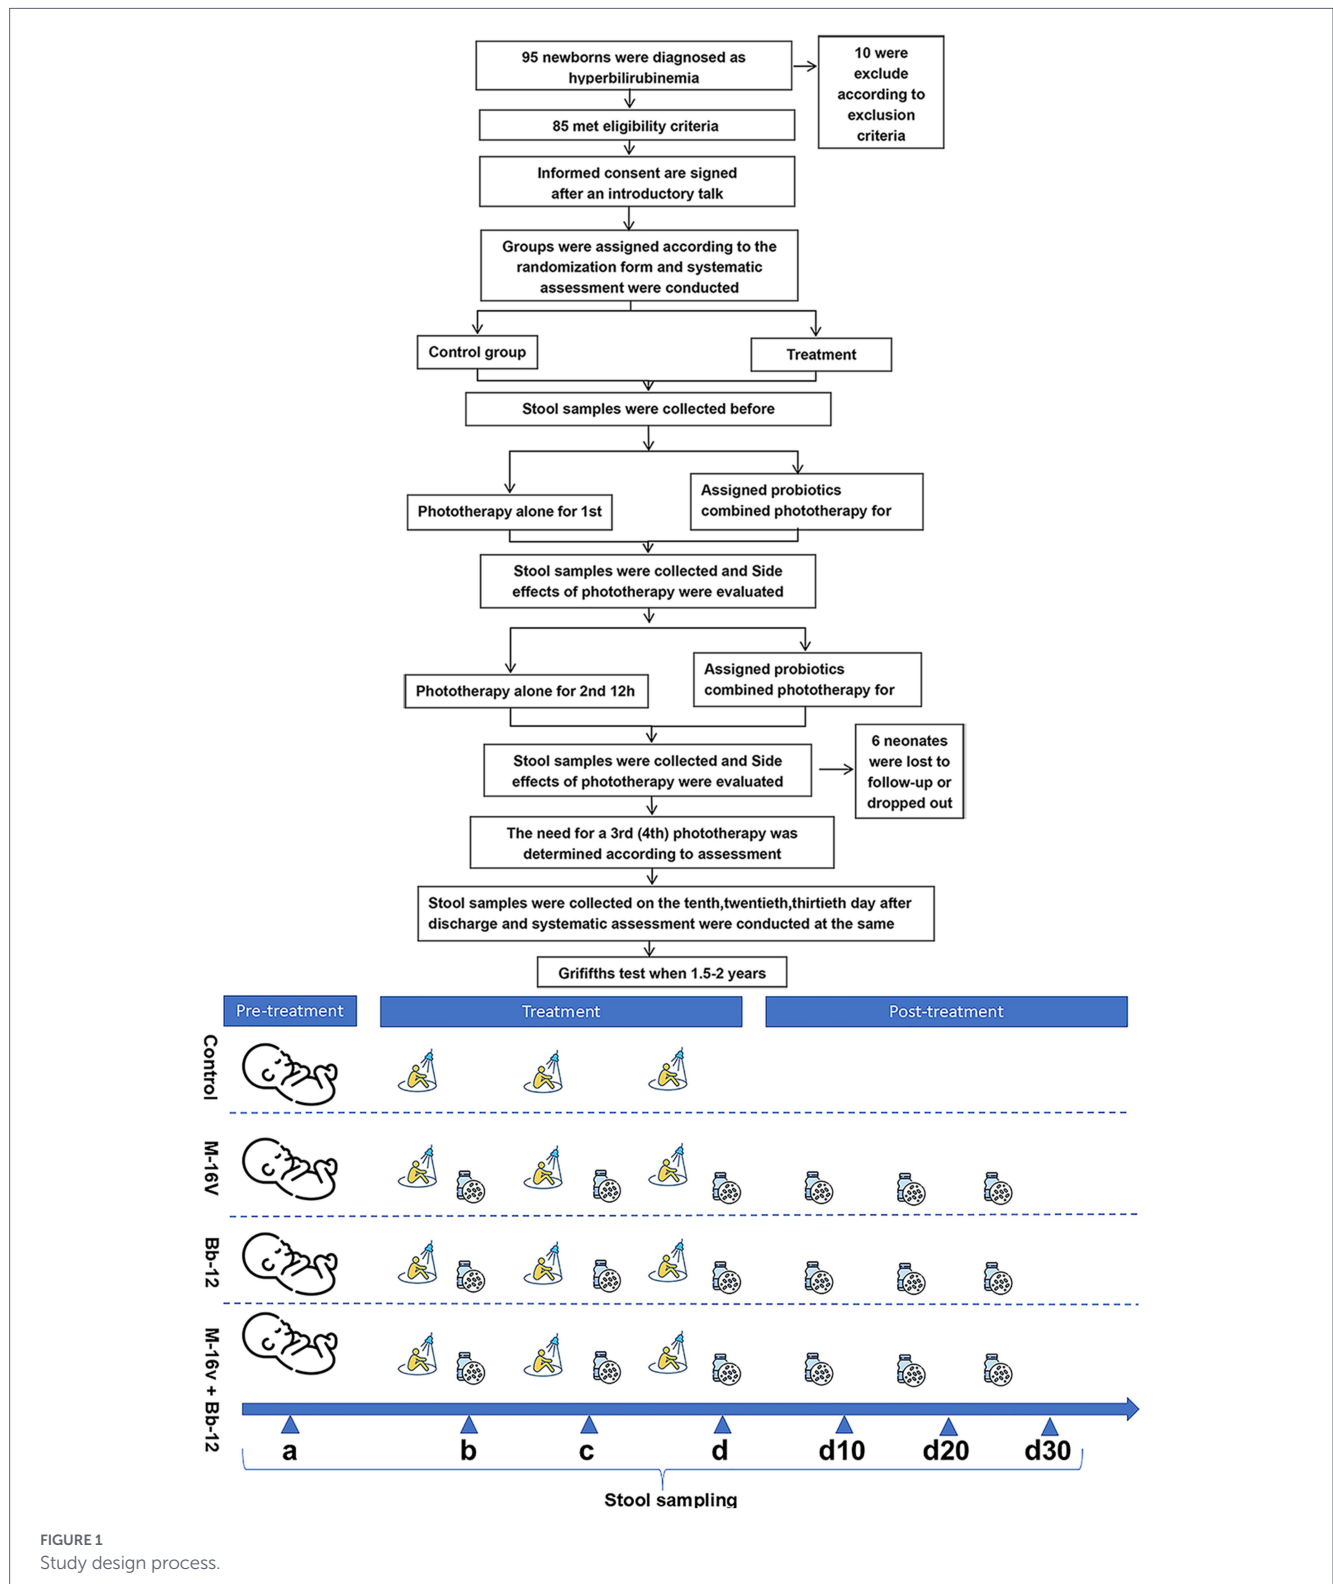 95 newborns were diagnosed as
hyperbilirubinemia
10 were
exclude
according to
exclusion
criteria
85 met eligibility criteria
Informed consent are signed
after an introductory talk
Groups were assigned according to the
randomization form and systematic
assessment were conducted
Control group
Treatment
Stool samples were collected before
Phototherapy alone for 1st
Assigned probiotics
combined phototherapy for
Stool samples were collected and Side
effects of phototherapy were evaluated
Phototherapy alone for 2nd 12h
Assigned probiotics
combined phototherapy for
Stool samples were collected and Side
effects of phototherapy were evaluated
6 neonates
were lost to
follow-up or
dropped out
The need for a 3rd (4th) phototherapy was
determined according to assessment
Stool samples were collected on the tenth,twentieth,thirtieth day after
discharge and systematic assessment were conducted at the same
Grififths test when 1.5-2 years
Pre-treatment
Treatment
Post-treatment
Control
M-16V
Bb-12
M-16v + Bb-12
a
b
c
d
d10
d20
d30
Stool sampling
FIGURE 1
Study design process.